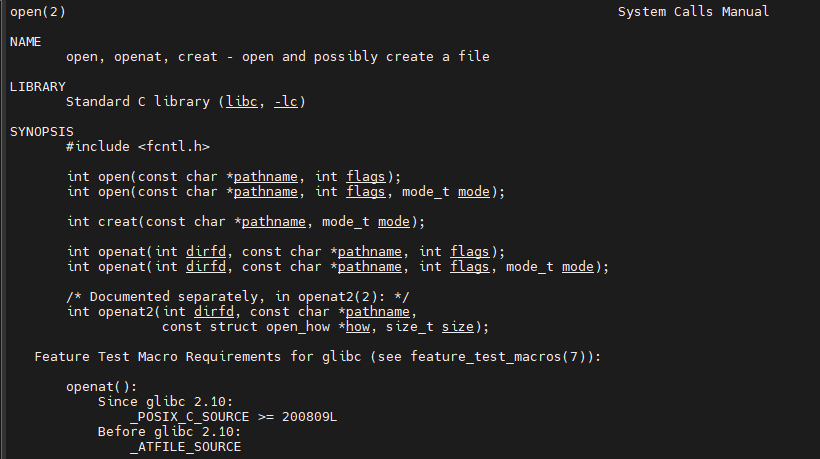 open(2) System Calls Manual
NAME
open, openat, creat - open and possibly create a file
LIBRARY
Standard C library (libc, -lc)
SYNOPSIS
#include <fcntl.h>
int open(const char *pathname, int flags);
int open(const char *pathname, int flags, mode_t mode);
int creat(const char *pathname, mode_t mode);
int openat(int dirfd, const char *pathname, int flags);
int openat(int dirfd, const char *pathname, int flags, mode_t mode);
/* Documented separately, in openat2(2): */
int openat2(int dirfd, const char *pathname,
const struct open_how *how, size_t size);
Feature Test Macro Requirements for glibc (see feature_test_macros(7)):
openat():
Since glibc 2.10:
_POSIX_C_SOURCE >= 200809L
Before glibc 2.10:
_ATFILE_SOURCE